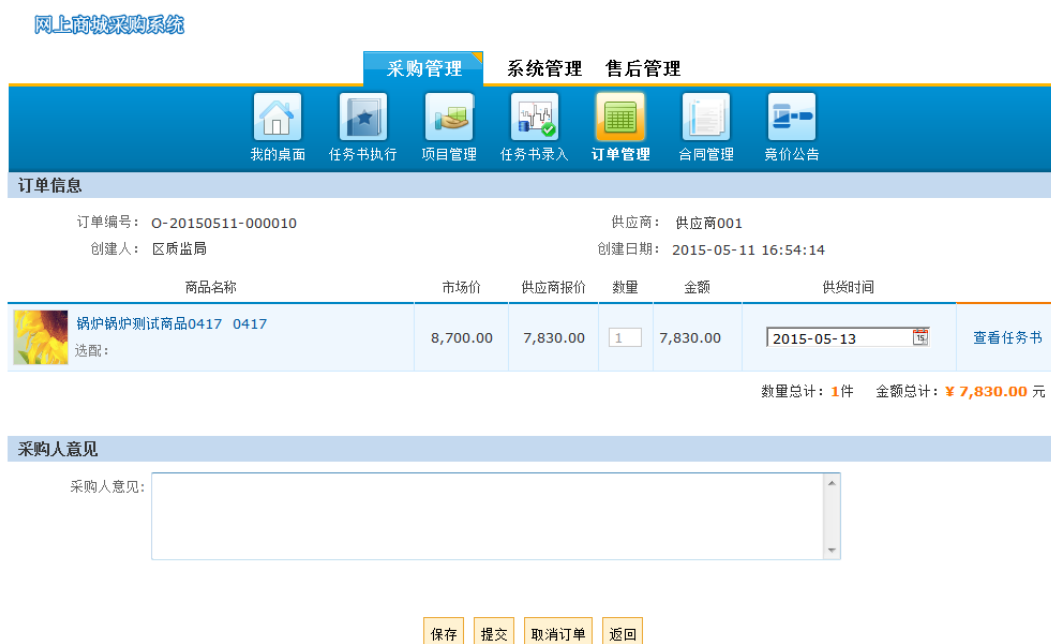 网上商城采购系统
采购管理 系统管理 售后管理
我的桌面 任务书执行 项目管理 任务书录入 订单管理 合同管理 竞价公告
订单信息
订单编号: O-20150511-000010 供应商: 供应商001
创建人: 区质监局 创建日期: 2015-05-11 16:54:14
商品名称 市场价 供应商报价 数量 金额 供货时间
锅炉锅炉测试商品0417 0417
选配:
8,700.00 7,830.00 1 7,830.00 2015-05-13 15 查看任务书
数量总计: 1件 金额总计: ¥ 7,830.00 元
采购人意见
采购人意见:
保存 提交 取消订单 返回